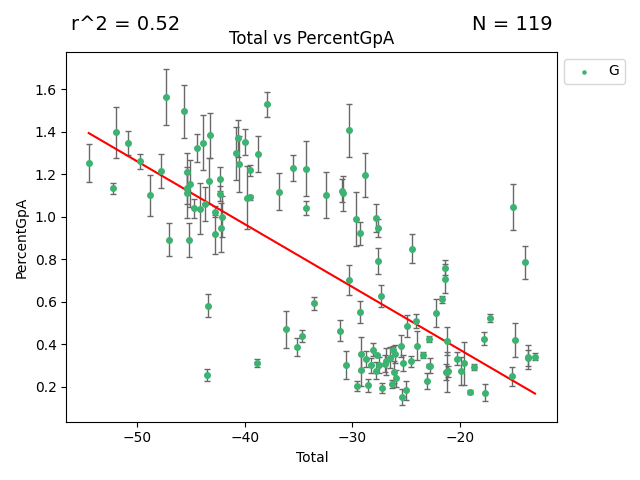 r^2 = 0.52
N = 119
Total vs PercentGpA
G
PercentGpA
1.6
1.4
1.2
1.0
0.8
0.6
0.4
0.2
−50
−40
−30
−20
Total